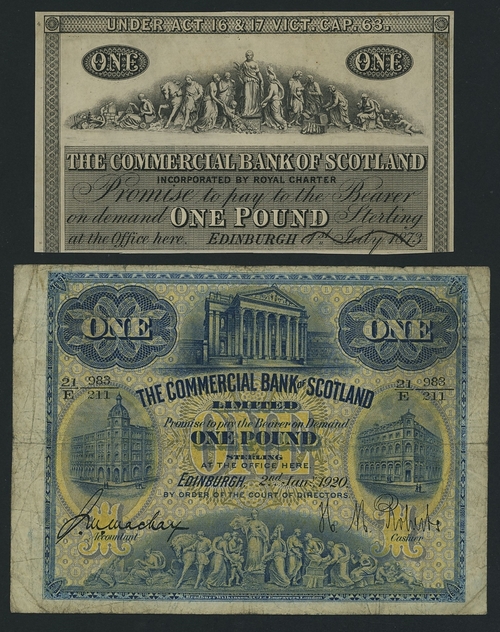 UNDER ACT 16 & 17 VICT. CAP. 63.
ONE ONE
THE COMMERCIAL BANK OF SCOTLAND
INCORPORATED BY ROYAL CHARTER
Promise to pay to the Bearer
on demand ONE POUND Sterling
at the Office here. EDINBURGH 3rd July 1873
ONE ONE
THE COMMERCIAL BANK OF SCOTLAND
LIMITED
21/E 983/211 21/E 983/211
Promise to pay the Bearer on Demand
ONE POUND
STERLING
AT THE OFFICE HERE.
EDINBURGH. 2nd Jany. 1920.
BY ORDER OF THE COURT OF DIRECTORS.
Accountant Cashier